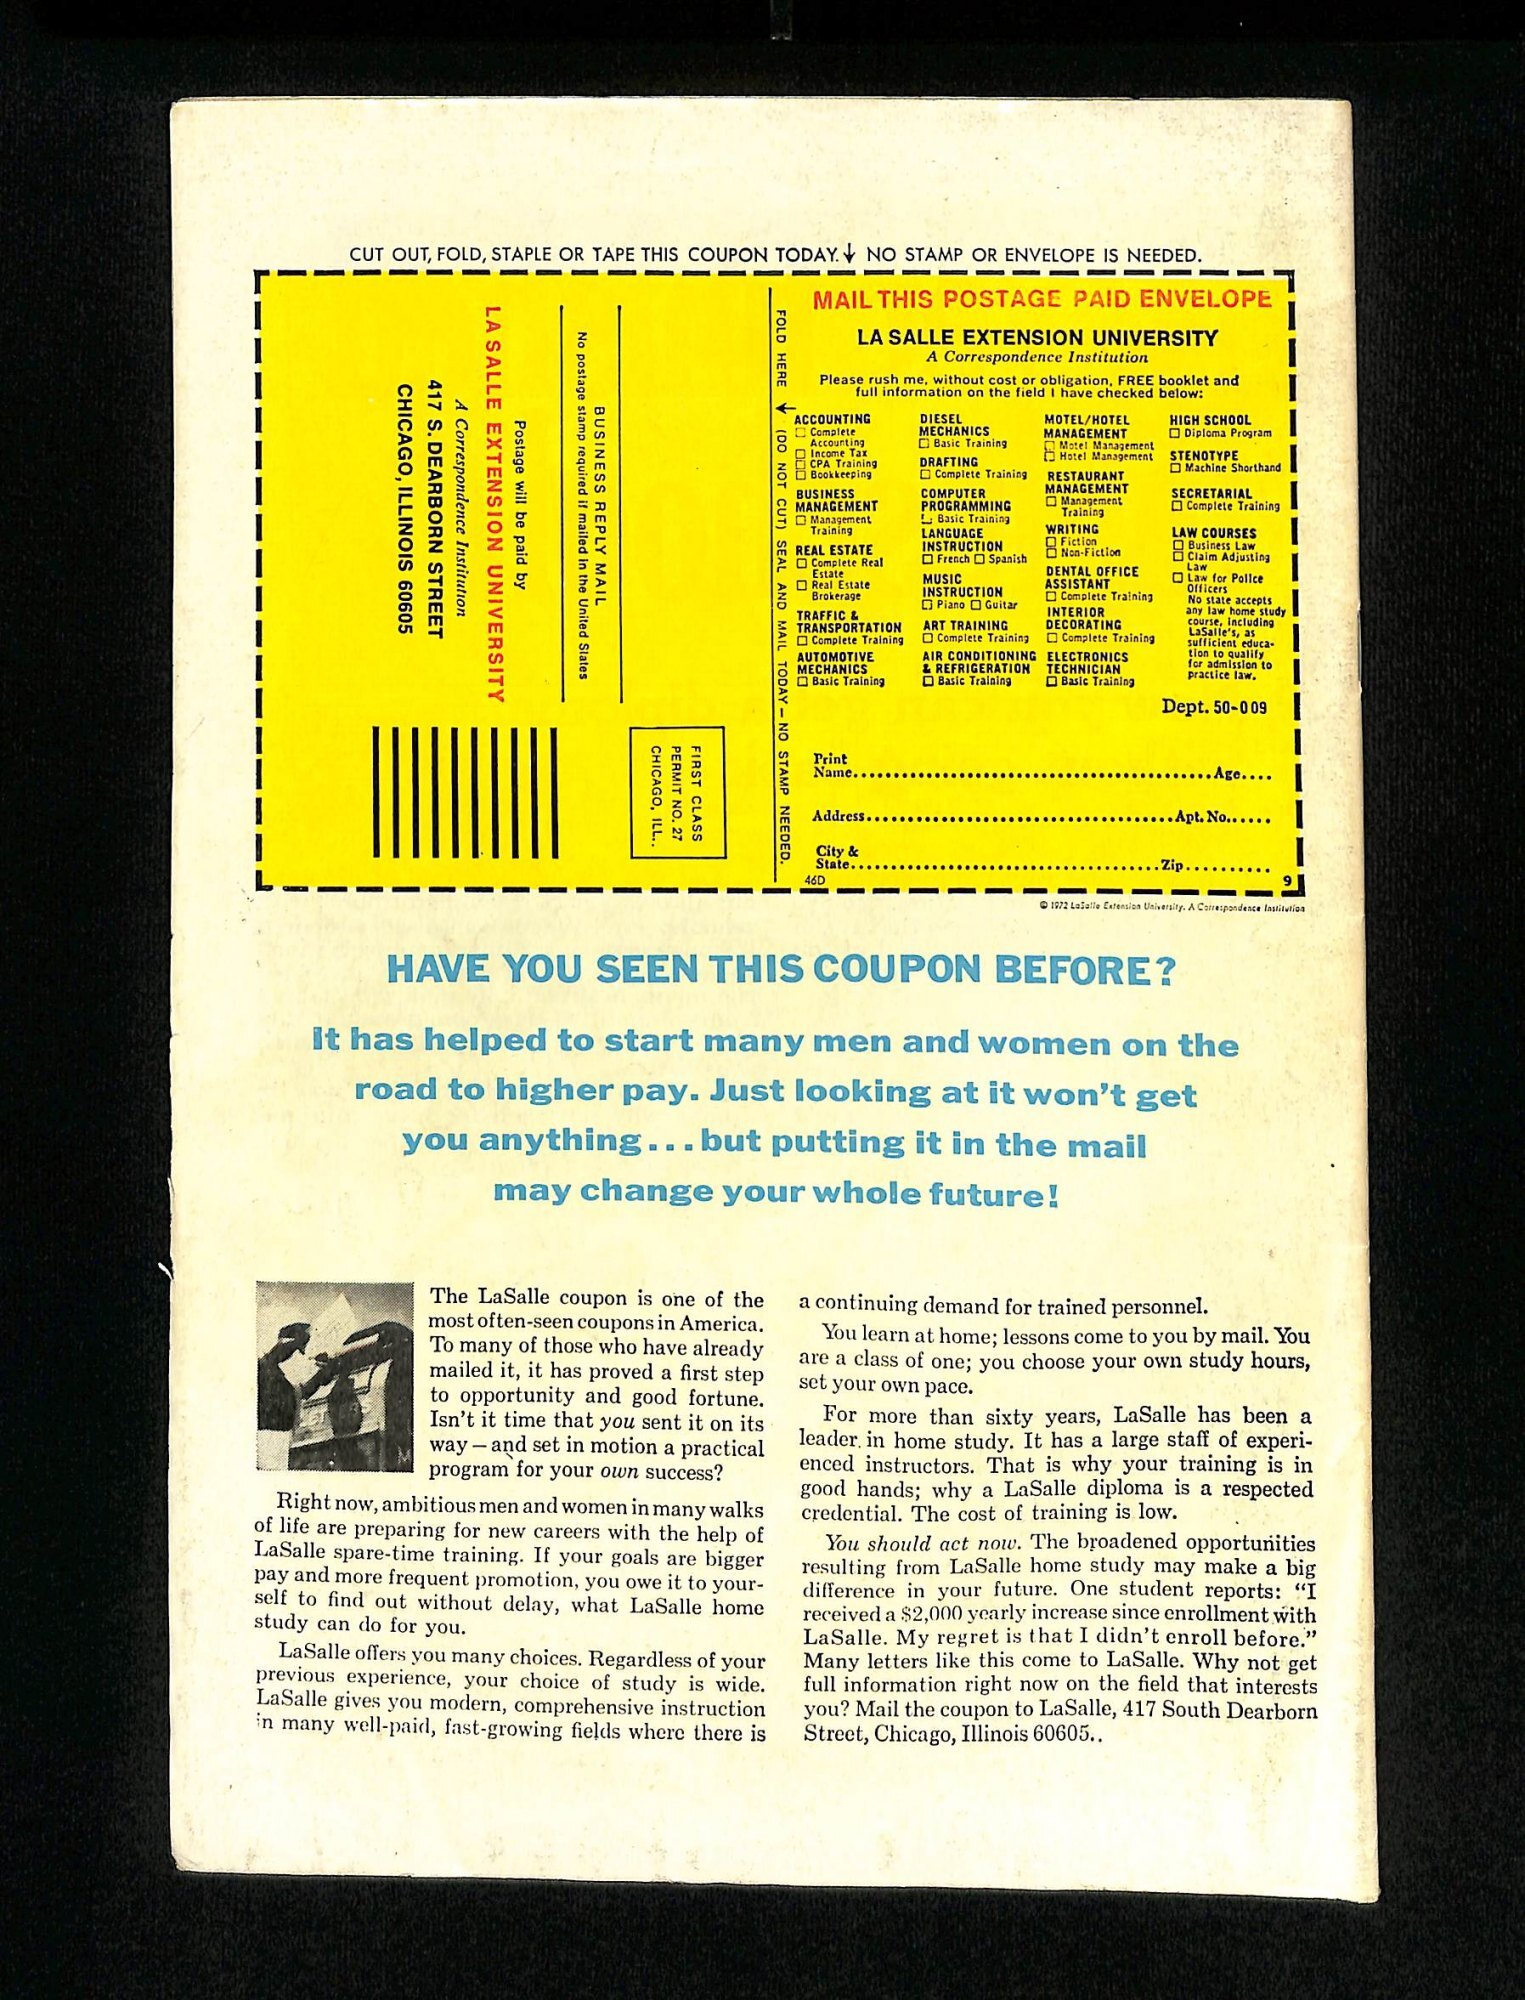 CUT OUT, FOLD, STAPLE OR TAPE THIS COUPON TODAY.↓ NO STAMP OR ENVELOPE IS NEEDED.
BUSINESS REPLY MAIL
No postage stamp required if mailed in the United States
Postage will be paid by
LA SALLE EXTENSION UNIVERSITY
A Correspondence Institution
417 S. DEARBORN STREET
CHICAGO, ILLINOIS 60605
FIRST CLASS
PERMIT NO. 27
CHICAGO, ILL..
FOLD HERE ↓ (DO NOT CUT) SEAL AND MAIL TODAY – NO STAMP NEEDED.
MAIL THIS POSTAGE PAID ENVELOPE
LA SALLE EXTENSION UNIVERSITY
A Correspondence Institution
Please rush me, without cost or obligation, FREE booklet and
full information on the field I have checked below:
ACCOUNTING
☐ Complete
Accounting
☐ Income Tax
☐ CPA Training
☐ Bookkeeping
BUSINESS
MANAGEMENT
☐ Management
Training
REAL ESTATE
☐ Complete Real
Estate
☐ Real Estate
Brokerage
TRAFFIC &
TRANSPORTATION
☐ Complete Training
AUTOMOTIVE
MECHANICS
☐ Basic Training
DIESEL
MECHANICS
☐ Basic Training
DRAFTING
☐ Complete Training
COMPUTER
PROGRAMMING
☐ Basic Training
LANGUAGE
INSTRUCTION
☐ French ☐ Spanish
MUSIC
INSTRUCTION
☐ Piano ☐ Guitar
ART TRAINING
☐ Complete Training
AIR CONDITIONING
& REFRIGERATION
☐ Basic Training
MOTEL/HOTEL
MANAGEMENT
☐ Motel Management
☐ Hotel Management
RESTAURANT
MANAGEMENT
☐ Management
Training
WRITING
☐ Fiction
☐ Non-Fiction
DENTAL OFFICE
ASSISTANT
☐ Complete Training
INTERIOR
DECORATING
☐ Complete Training
ELECTRONICS
TECHNICIAN
☐ Basic Training
HIGH SCHOOL
☐ Diploma Program
STENOTYPE
☐ Machine Shorthand
SECRETARIAL
☐ Complete Training
LAW COURSES
☐ Business Law
☐ Claim Adjusting
Law
☐ Law for Police
Officers
No state accepts
any law home study
course, including
LaSalle's, as
sufficient educa-
tion to qualify
for admission to
practice law.
Dept. 50-009
Print
Name............................................Age....
Address.....................................Apt. No......
City &
State......................................Zip..........
46D 9
© 1972 LaSalle Extension University. A Correspondence Institution
HAVE YOU SEEN THIS COUPON BEFORE?
It has helped to start many men and women on the
road to higher pay. Just looking at it won't get
you anything...but putting it in the mail
may change your whole future!
The LaSalle coupon is one of the
most often-seen coupons in America.
To many of those who have already
mailed it, it has proved a first step
to opportunity and good fortune.
Isn't it time that you sent it on its
way – and set in motion a practical
program for your own success?
Right now, ambitious men and women in many walks
of life are preparing for new careers with the help of
LaSalle spare-time training. If your goals are bigger
pay and more frequent promotion, you owe it to your-
self to find out without delay, what LaSalle home
study can do for you.
LaSalle offers you many choices. Regardless of your
previous experience, your choice of study is wide.
LaSalle gives you modern, comprehensive instruction
in many well-paid, fast-growing fields where there is
a continuing demand for trained personnel.
You learn at home; lessons come to you by mail. You
are a class of one; you choose your own study hours,
set your own pace.
For more than sixty years, LaSalle has been a
leader in home study. It has a large staff of experi-
enced instructors. That is why your training is in
good hands; why a LaSalle diploma is a respected
credential. The cost of training is low.
You should act now. The broadened opportunities
resulting from LaSalle home study may make a big
difference in your future. One student reports: "I
received a $2,000 yearly increase since enrollment with
LaSalle. My regret is that I didn't enroll before."
Many letters like this come to LaSalle. Why not get
full information right now on the field that interests
you? Mail the coupon to LaSalle, 417 South Dearborn
Street, Chicago, Illinois 60605..